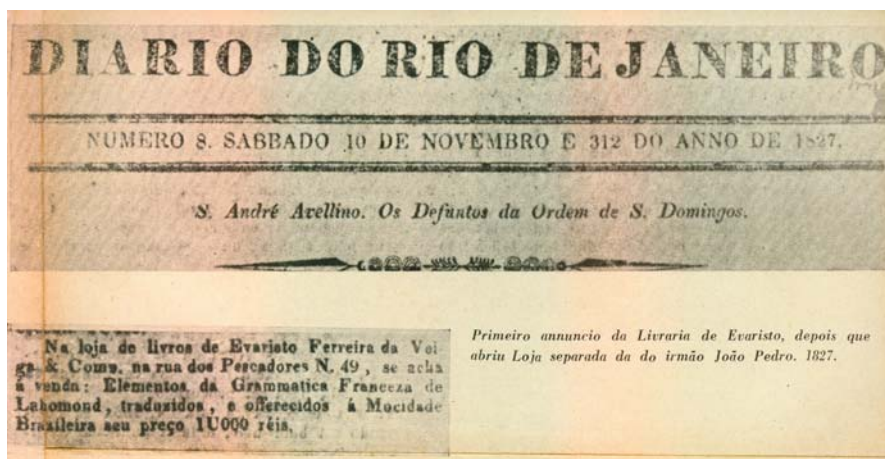 DIARIO DO RIO DE JANEIRO
NUMERO 8. SABBADO 10 DE NOVEMBRO E 312 DO ANNO DE 1827.
S. André Avellino. Os Defuntos da Ordem de S. Domingos.
Na loja de livros de Evaristo Ferreira da Vei-
ga & Comp. na rua dos Pescadores N. 49, se acha
á venda: Elementos da Grammatica Franceza de
Lahomond, traduzidos, e offerecidos á Mocidade
Brazileira seu preço 1U000 réis.
Primeiro annuncio da Livraria de Evaristo, depois que
abriu Loja separada da do irmão João Pedro. 1827.